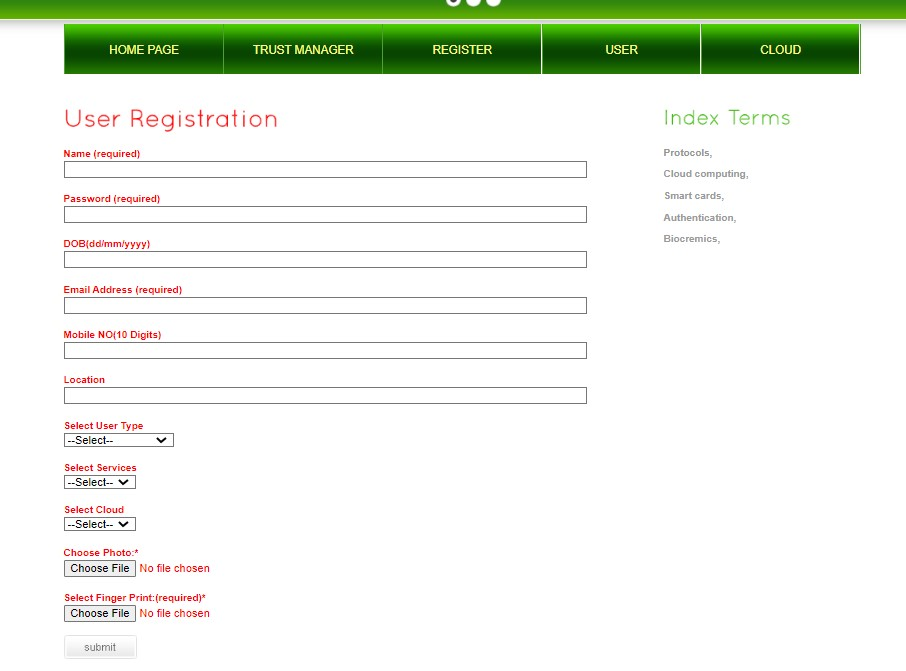 HOME PAGE TRUST MANAGER REGISTER USER CLOUD
User Registration
Name (required)
Password (required)
DOB(dd/mm/yyyy)
Email Address (required)
Mobile NO(10 Digits)
Location
Select User Type
--Select--
Select Services
--Select--
Select Cloud
--Select--
Choose Photo:*
Choose File No file chosen
Select Finger Print:(required)*
Choose File No file chosen
submit
Index Terms
Protocols,
Cloud computing,
Smart cards,
Authentication,
Biocremics,